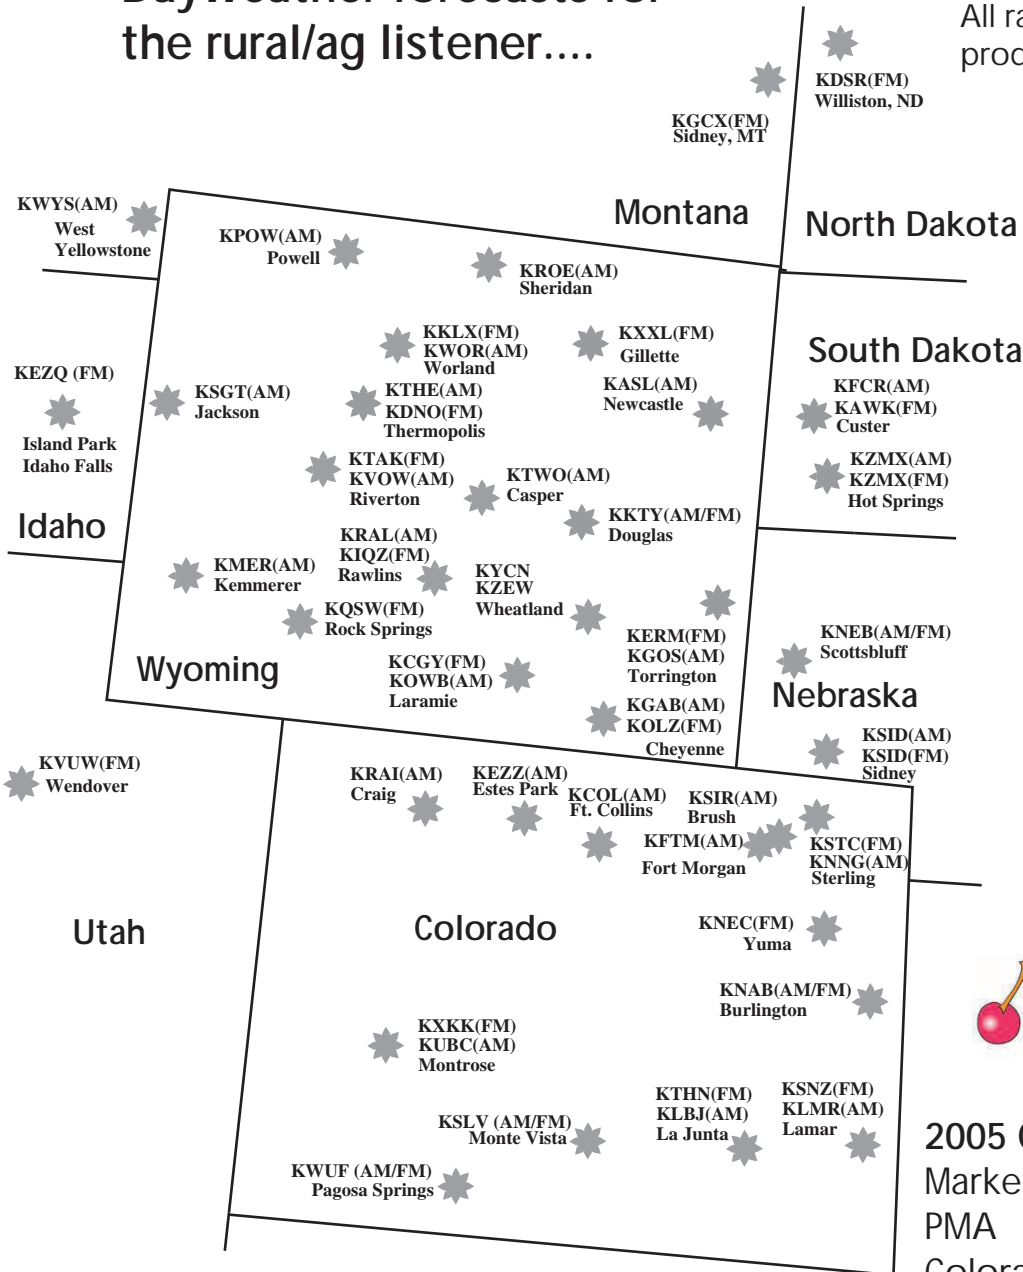 the rural/ag listener....
All
KDSR(FM)
Williston, ND
KGCX(FM)
Sidney, MT
Montana
North Dakota
KWYS(AM)
West
Yellowstone
KPOW(AM)
Powell
KROE(AM)
Sheridan
KKLX(FM)
KWOR(AM)
Worland
KXXL(FM)
Gillette
South Dakota
KEZQ (FM)
Island Park
Idaho Falls
KSGT(AM)
Jackson
KTHE(AM)
KDNO(FM)
Thermopolis
KASL(AM)
Newcastle
KFCR(AM)
KAWK(FM)
Custer
KTAK(FM)
KVOW(AM)
Riverton
KTWO(AM)
Casper
KZMX(AM)
KZMX(FM)
Hot Springs
Idaho
KKTY(AM/FM)
Douglas
KRAL(AM)
KIQZ(FM)
Rawlins
KMER(AM)
Kemmerer
KYCN
KZEW
Wheatland
KQSW(FM)
Rock Springs
KERM(FM)
KGOS(AM)
Torrington
KNEB(AM/FM)
Scottsbluff
Wyoming
KCGY(FM)
KOWB(AM)
Laramie
Nebraska
KGAB(AM)
KOLZ(FM)
Cheyenne
KSID(AM)
KSID(FM)
Sidney
KVUW(FM)
Wendover
KRAI(AM)
Craig
KEZZ(AM)
Estes Park
KCOL(AM)
Ft. Collins
KSIR(AM)
Brush
KFTM(AM)
Fort Morgan
KSTC(FM)
KNNG(AM)
Sterling
Utah
Colorado
KNEC(FM)
Yuma
KNAB(AM/FM)
Burlington
KXKK(FM)
KUBC(AM)
Montrose
KTHN(FM)
KLBJ(AM)
La Junta
KSNZ(FM)
KLMR(AM)
Lamar
KSLV (AM/FM)
Monte Vista
KWUF (AM/FM)
Pagosa Springs
2005
PMA